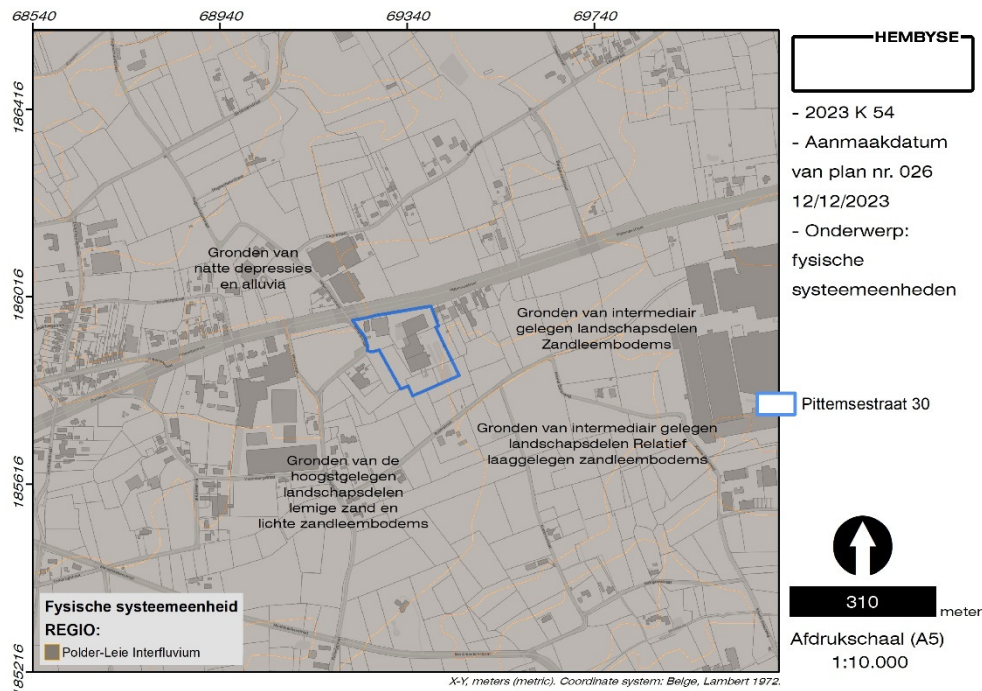 68540 68940 69340 69740
186416
186016
185616
185216
Gronden van
natte depressies
en alluvia
Gronden van intermediair
gelegen landschapsdelen
Zandleembodems
Gronden van intermediair gelegen
landschapsdelen Relatief
laaggelegen zandleembodems
Gronden van de
hoogstgelegen
landschapsdelen
lemige zand en
lichte zandleembodems
Fysische systeemeenheid
REGIO:
Polder-Leie Interfluvium
X-Y, meters (metric). Coordinate system: Belge, Lambert 1972.
HEMBYSE
- 2023 K 54
- Aanmaakdatum
van plan nr. 026
12/12/2023
- Onderwerp:
fysische
systeemeenheden
Pittemsestraat 30
310 meter
Afdrukschaal (A5)
1:10.000